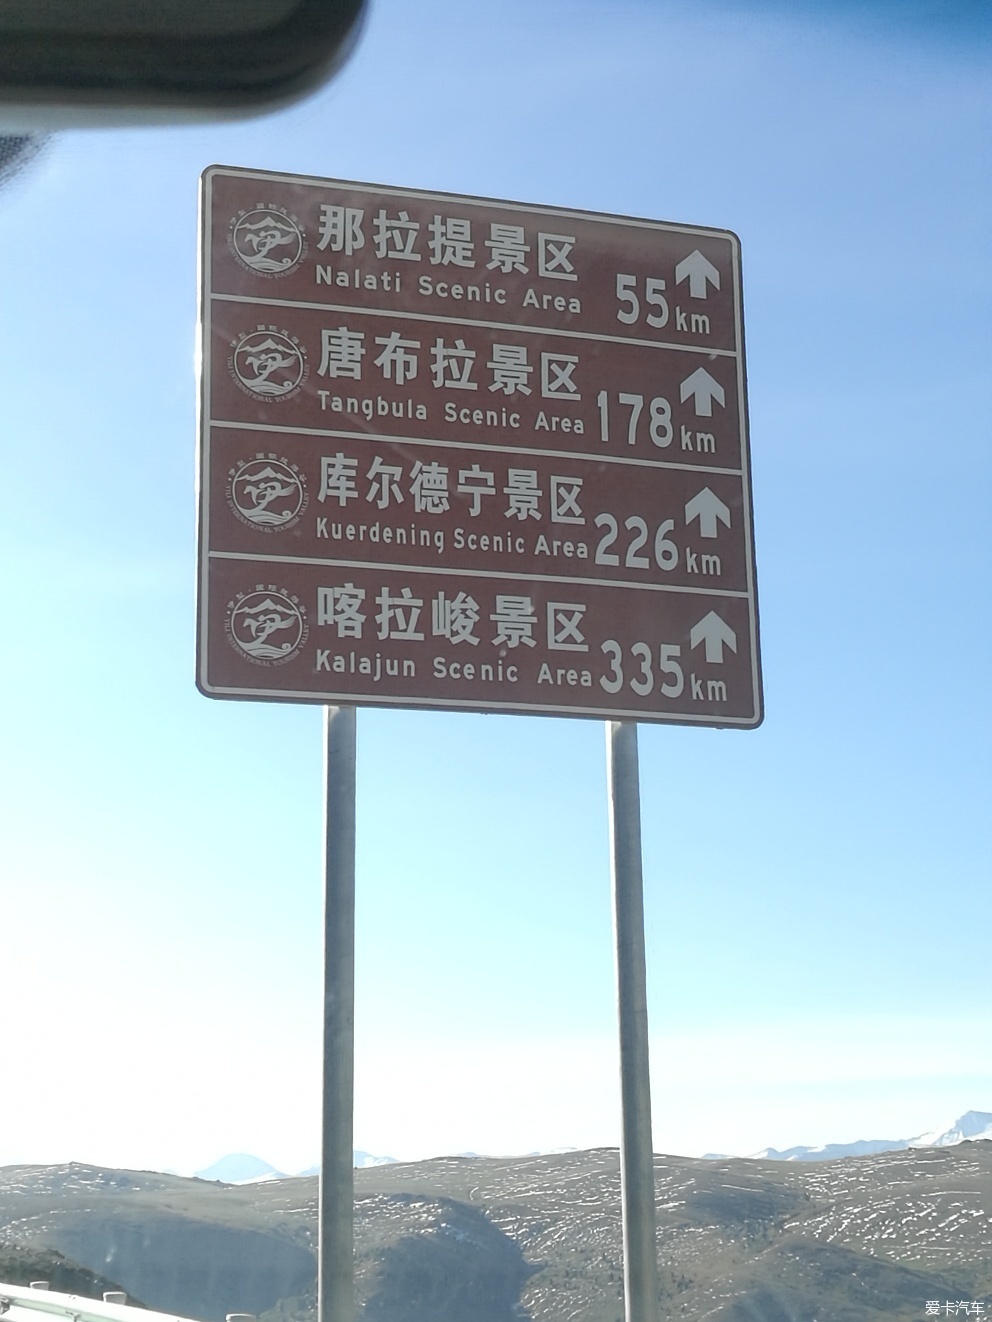 那拉提景区
Nalati Scenic Area
55km
唐布拉景区
Tangbula Scenic Area
178km
库尔德宁景区
Kuerdening Scenic Area
226km
喀拉峻景区
Kalajun Scenic Area
335km
爱卡汽车